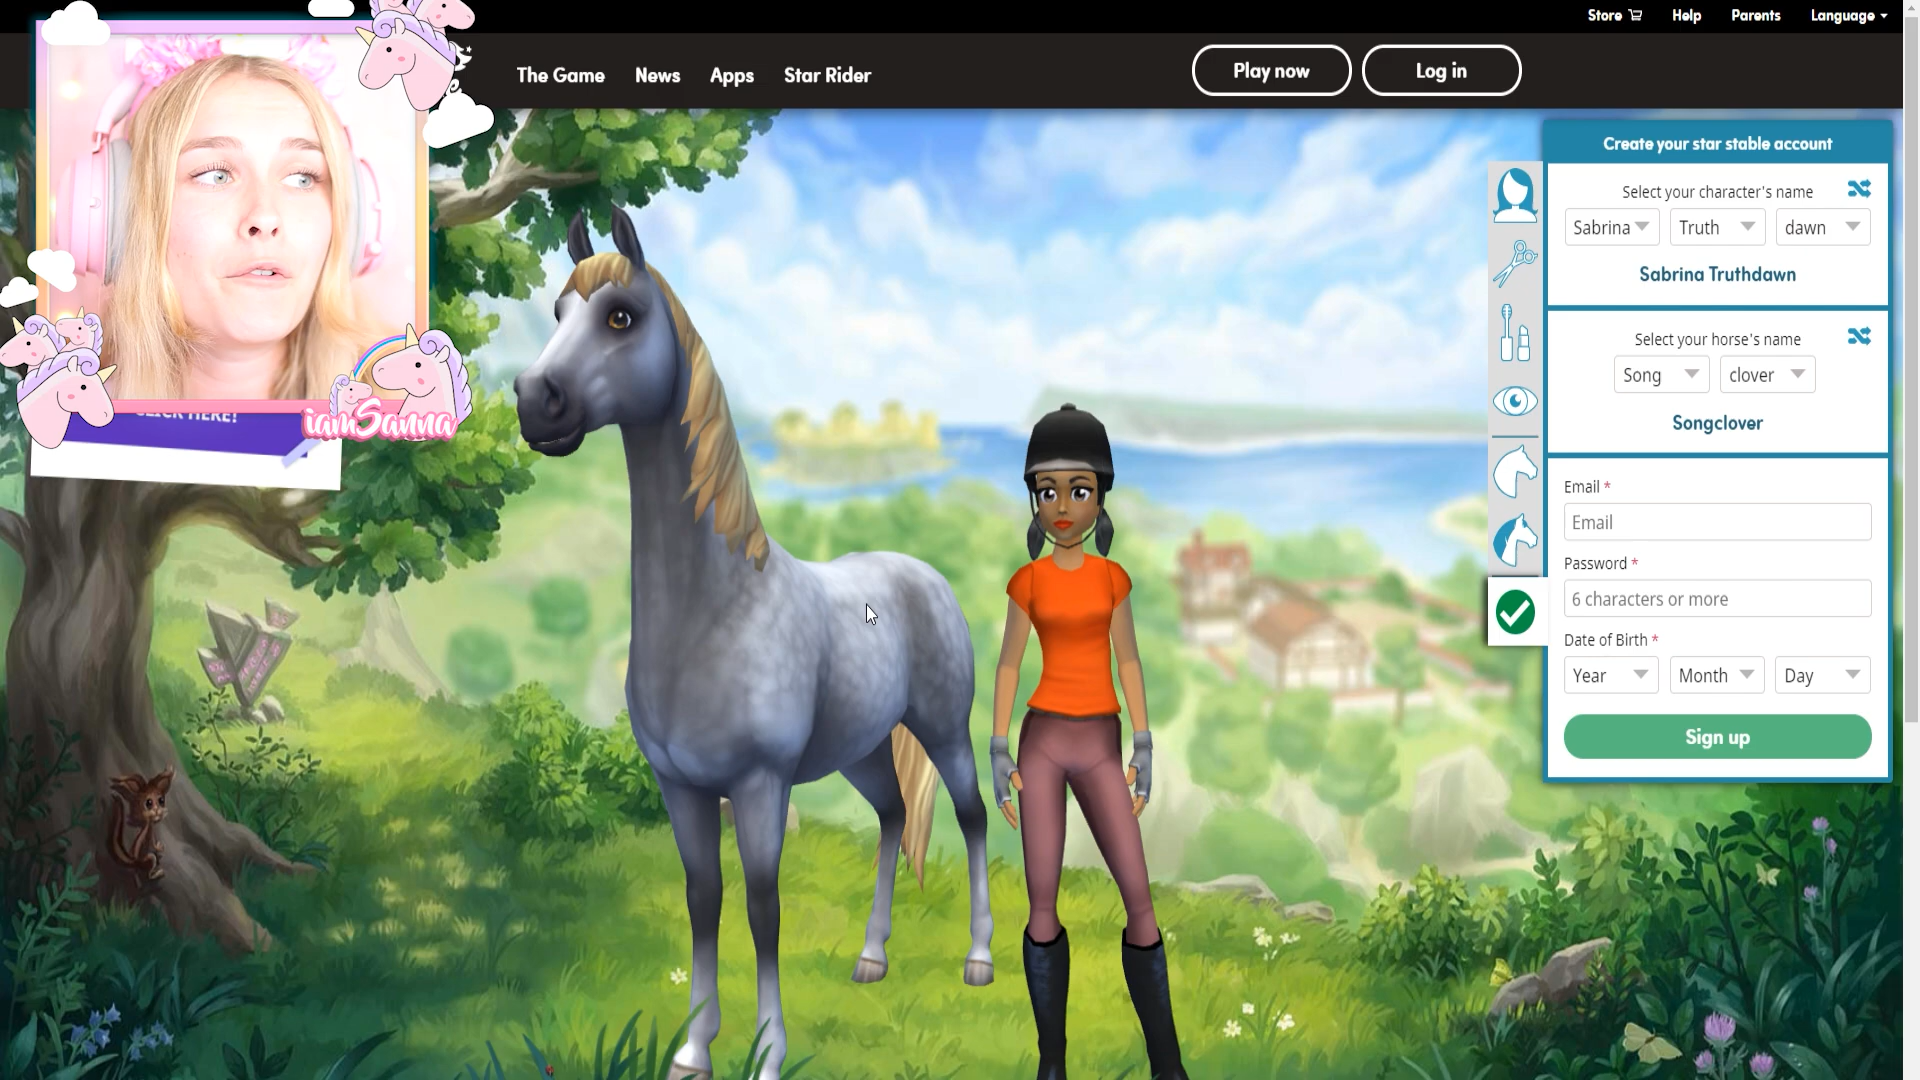 Store
Help
Parents
Language
The Game
News
Apps
Star Rider
Play now
Log in
Create your star stable account
Select your character's name
Sabrina
Truth
dawn
Sabrina Truthdawn
Select your horse's name
Song
clover
Songclover
Email *
Email
Password *
6 characters or more
Date of Birth *
Year
Month
Day
Sign up
CLICK HERE!
iamSanna